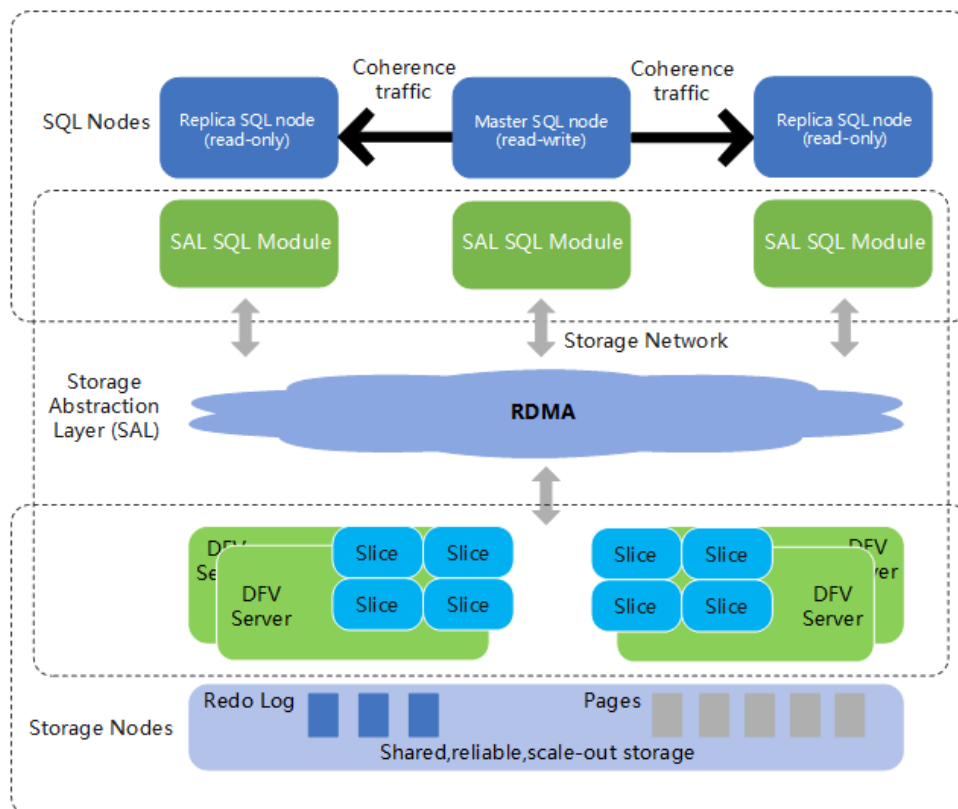 Coherence
traffic
Coherence
traffic
SQL Nodes
Replica SQL node
(read-only)
Master SQL node
(read-write)
Replica SQL node
(read-only)
SAL SQL Module
SAL SQL Module
SAL SQL Module
Storage Network
Storage
Abstraction
Layer (SAL)
RDMA
DFV
Slice
Slice
DFV
Server
Slice
Slice
Slice
Slice
Slice
Slice
DFV
DFV
Server
Redo Log
Pages
Storage Nodes
Shared,reliable,scale-out storage